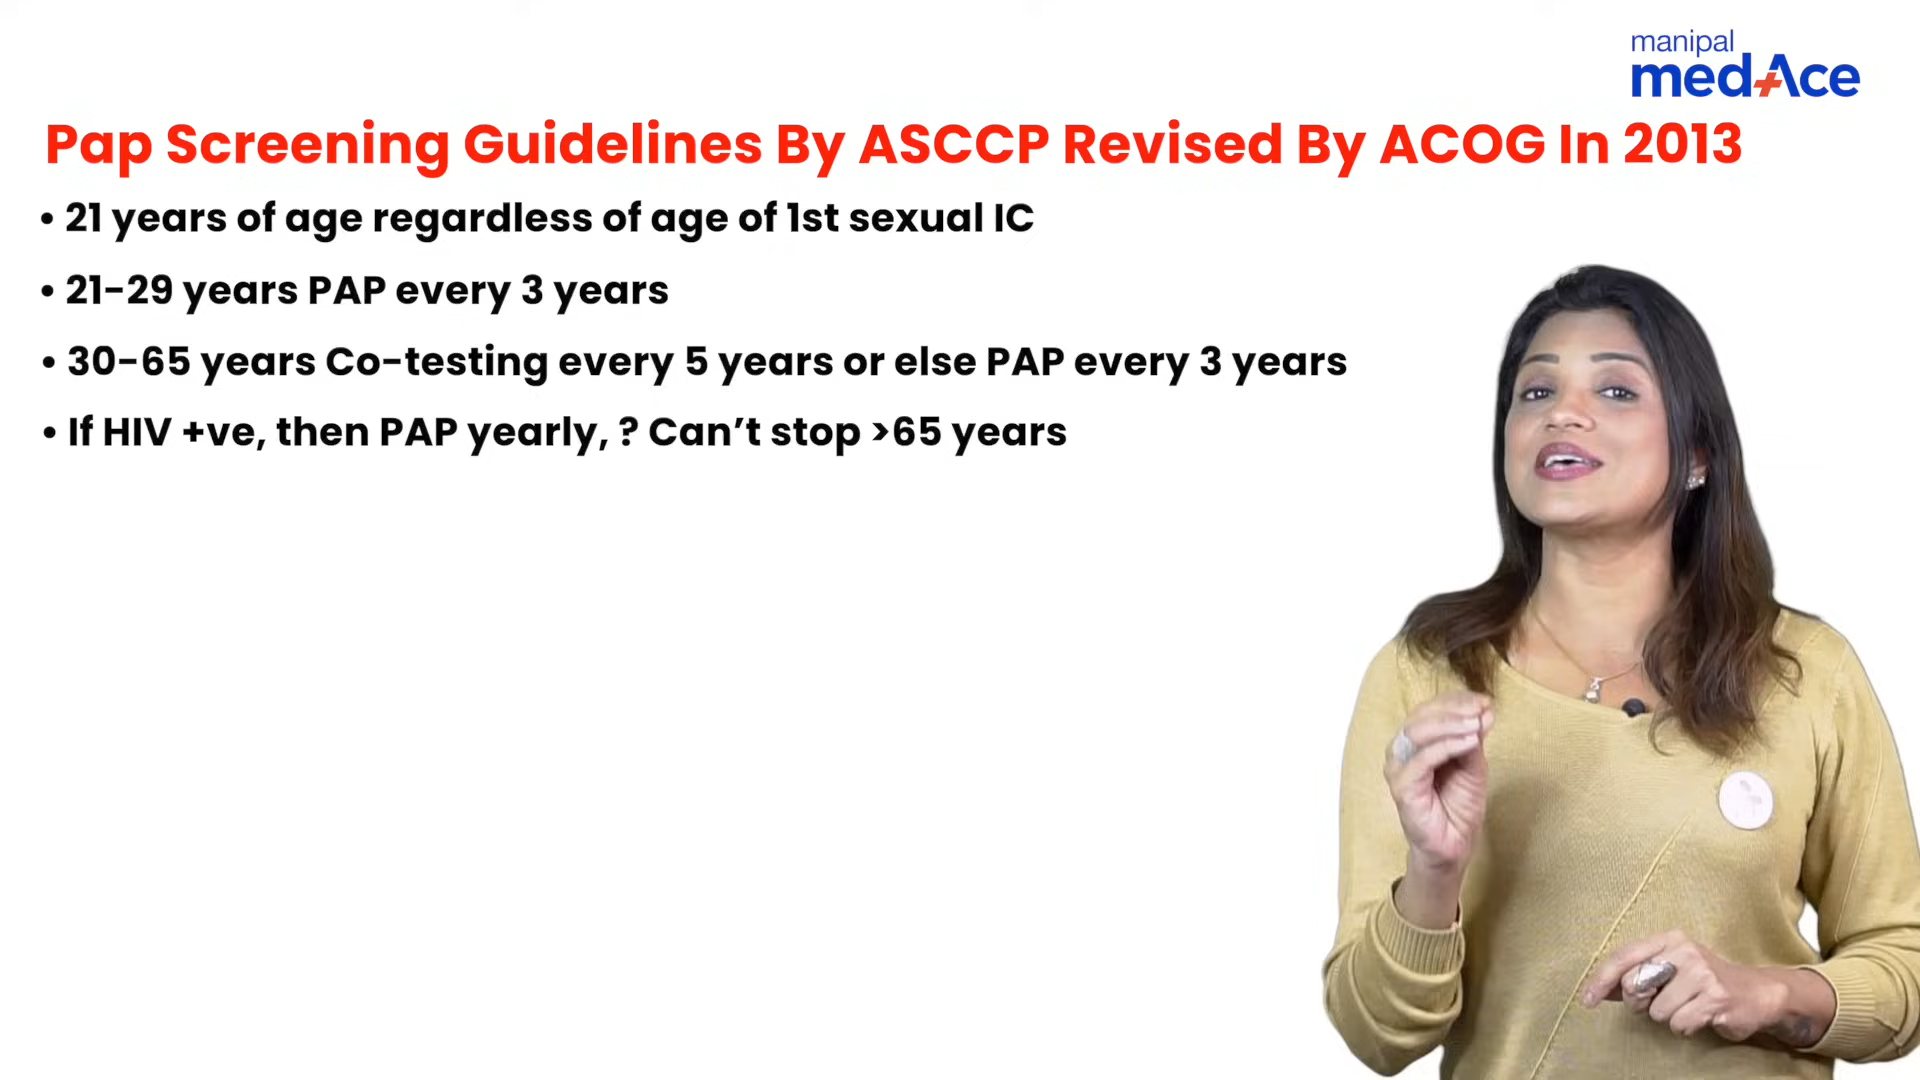 manipal
medAce
Pap Screening Guidelines By ASCCP Revised By ACOG In 2013
• 21 years of age regardless of age of 1st sexual IC
• 21-29 years PAP every 3 years
• 30-65 years Co-testing every 5 years or else PAP every 3 years
• If HIV +ve, then PAP yearly, ? Can’t stop >65 years